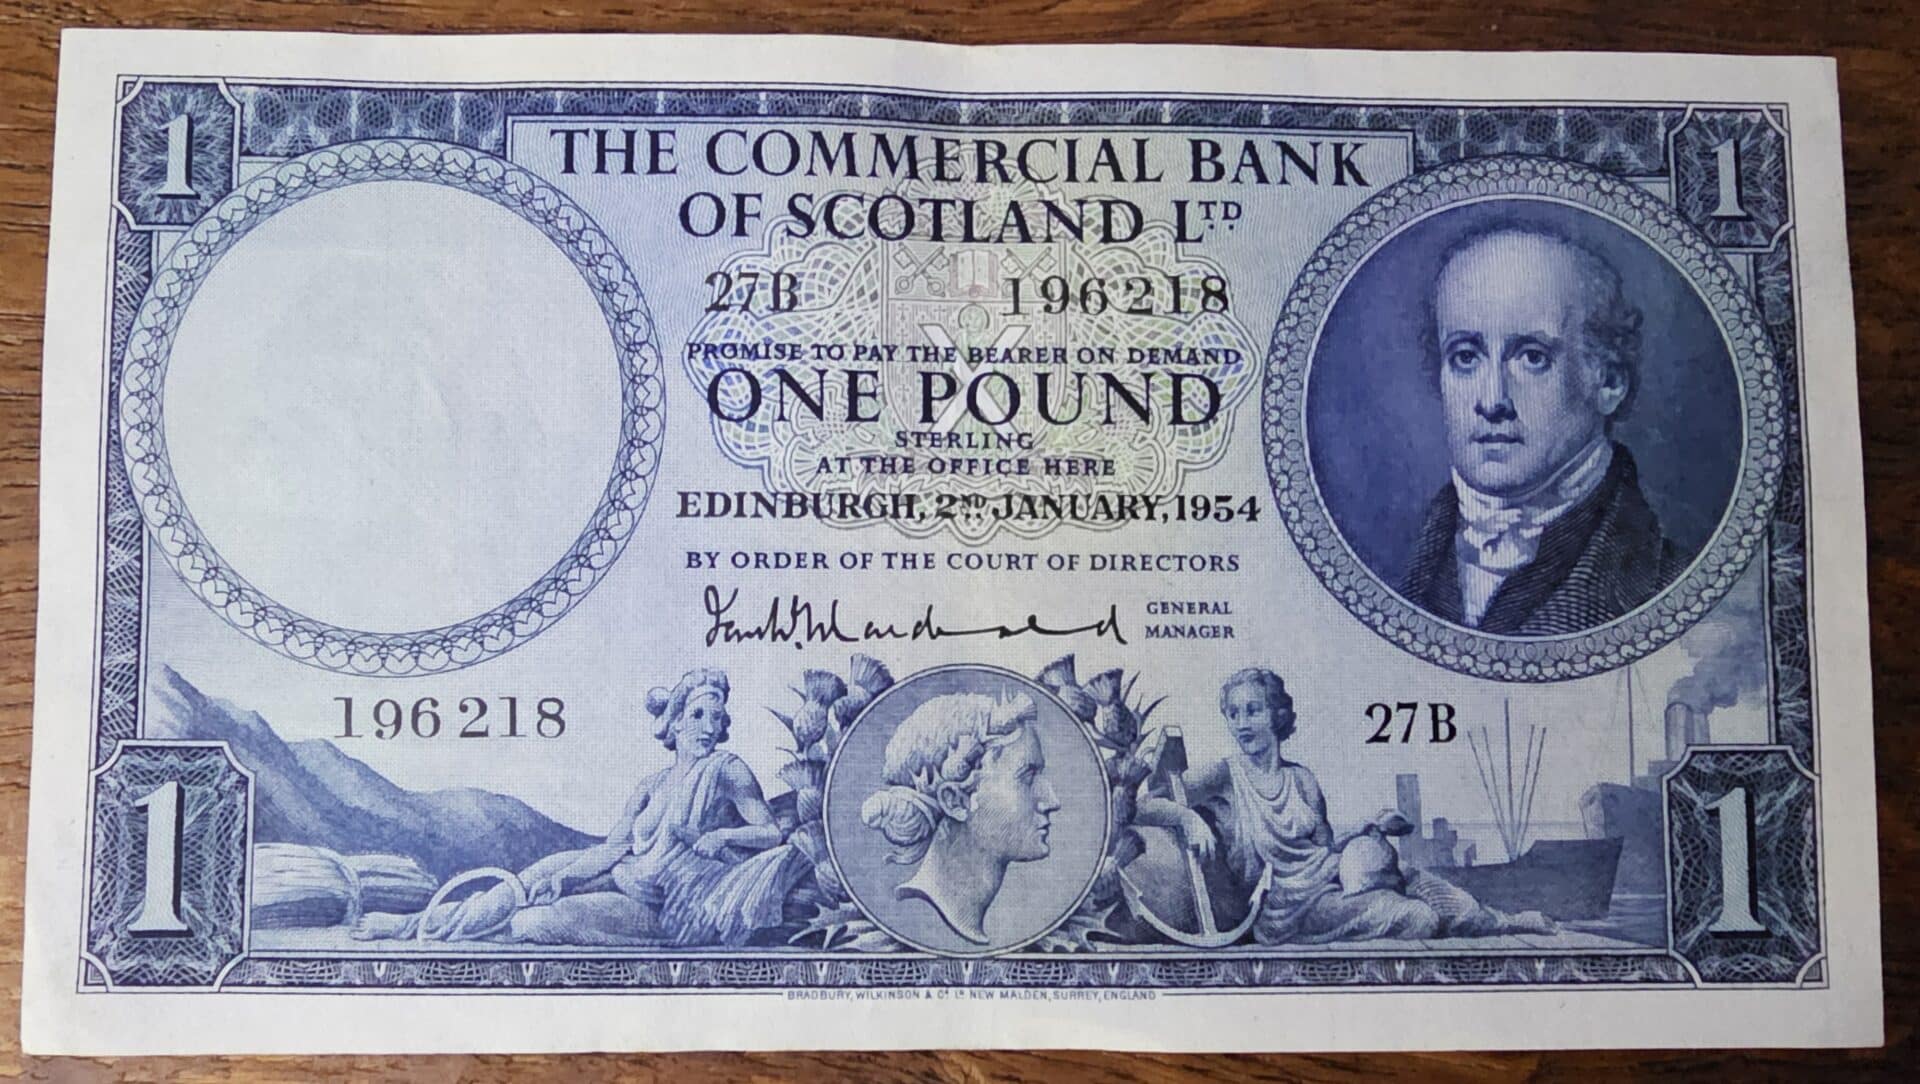 1
1
THE COMMERCIAL BANK
OF SCOTLAND LTD
27B 196218
PROMISE TO PAY THE BEARER ON DEMAND
ONE POUND
STERLING
AT THE OFFICE HERE
EDINBURGH, 2ND JANUARY, 1954
BY ORDER OF THE COURT OF DIRECTORS
GENERAL
MANAGER
196218
27B
1
1
BRADBURY, WILKINSON & Co Ld NEW MALDEN, SURREY, ENGLAND